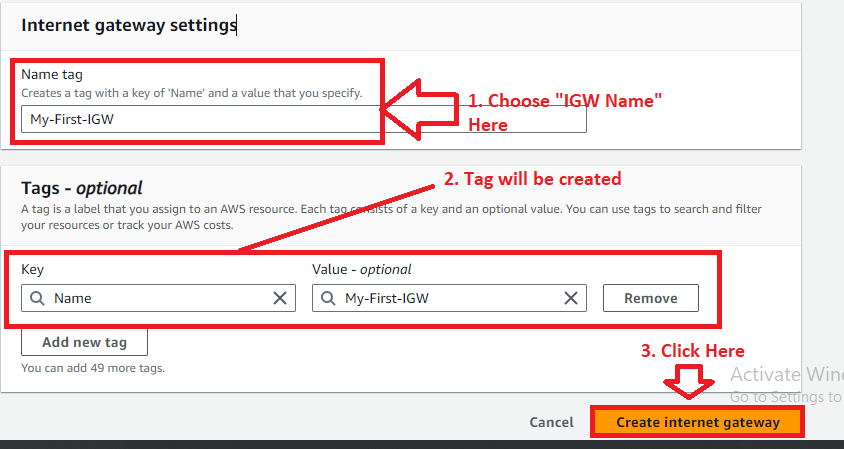 Internet gateway settings
Name tag
Creates a tag with a key of 'Name' and a value that you specify.
My-First-IGW
1. Choose "IGW Name"
Here
Tags - optional
2. Tag will be created
A tag is a label that you assign to an AWS resource. Each tag consists of a key and an optional value. You can use tags to search and filter
your resources or track your AWS costs.
Key
Value - optional
Name
My-First-IGW
Remove
Add new tag
You can add 49 more tags.
3. Click Here
Activate Win
Go to Settings to
Cancel
Create internet gateway